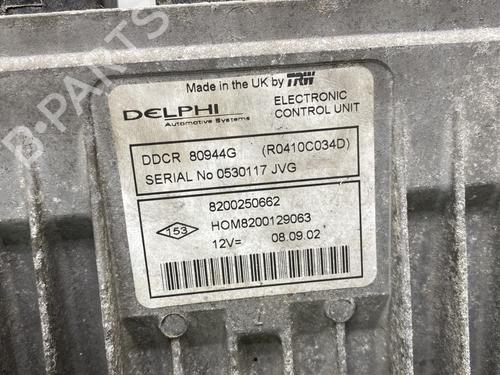 Made in the UK by TRW
DELPHI
Automotive Systems
ELECTRONIC
CONTROL UNIT
DDCR 80944G (R0410C034D)
SERIAL No 0530117 JVG
8200250662
153
HOM8200129063
12V= 08.09.02
B-PARTS